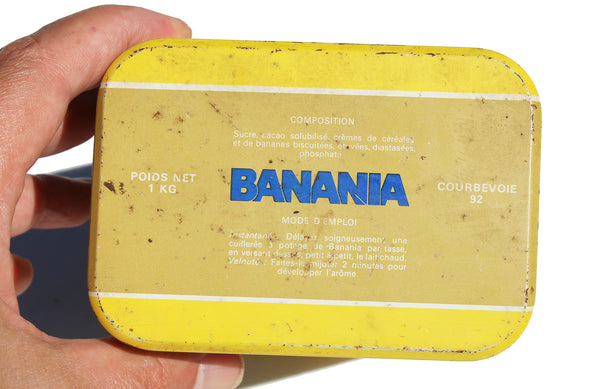 COMPOSITION
Sucre, cacao solubilisé, crèmes de céréales,
et de bananes biscuitées, diastasées,
phosphate
POIDS NET
1 KG
BANANIA
COURBEVOIE
92
MODE D'EMPLOI
Instantané : Délayer soigneusement une
cuillerée à potage de Banania par tasse,
en versant dessus, petit à petit, le lait chaud.
Velouté : Faites-le mijoter 2 minutes pour
développer l'arôme.